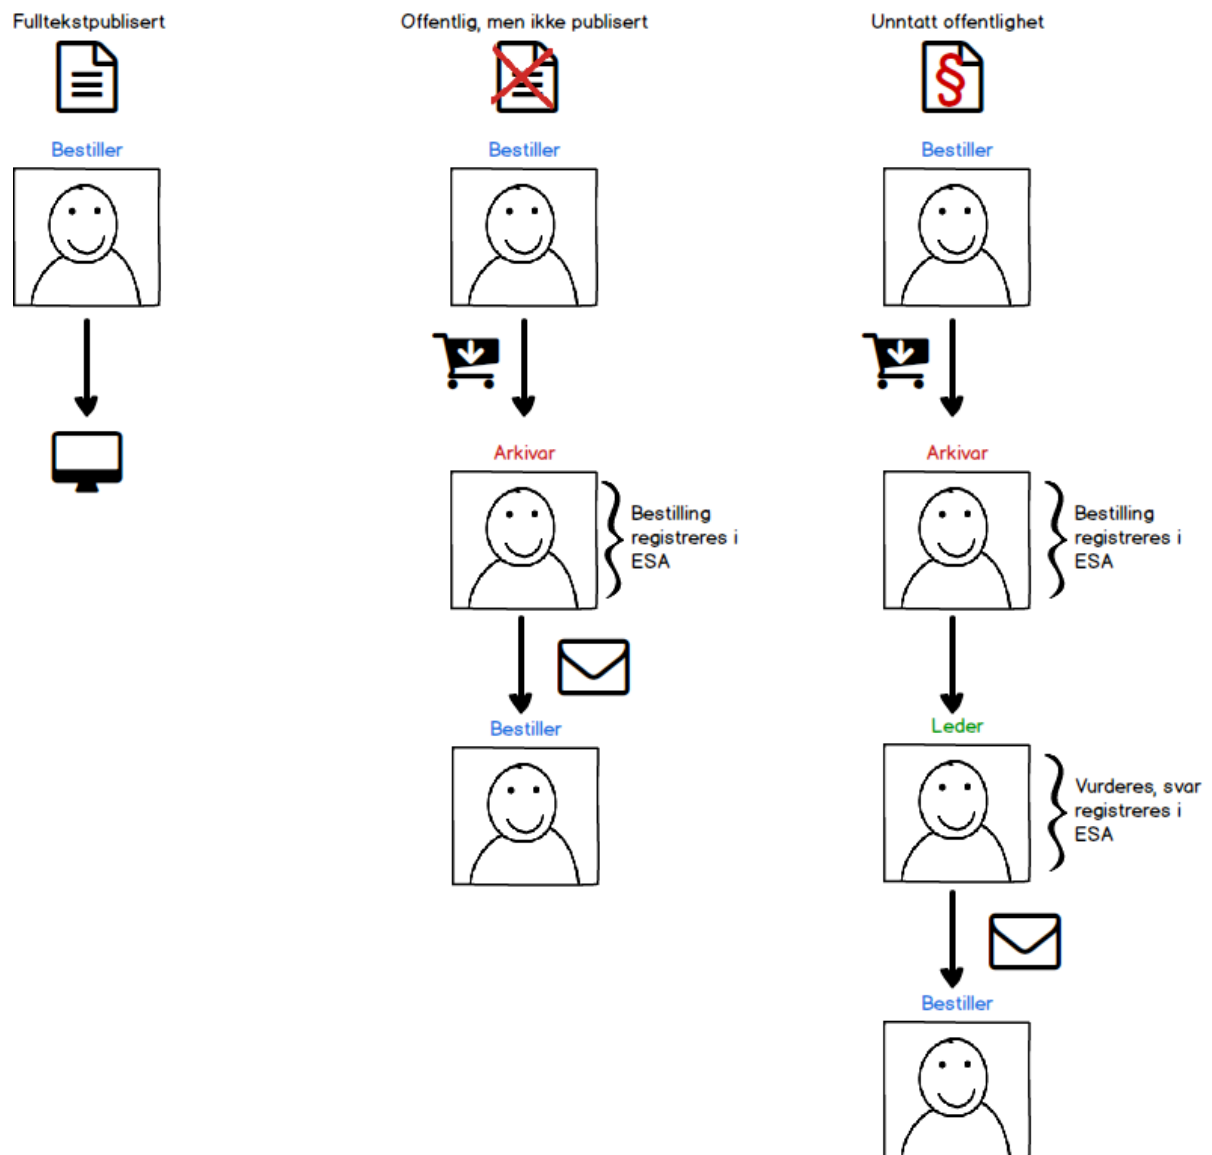 Fulltekstpublisert
Offentlig, men ikke publisert
Unntatt offentlighet
§
Bestiller
Bestiller
Bestiller
Arkivar
Arkivar
Bestilling
registreres i
ESA
Bestilling
registreres i
ESA
Bestiller
Leder
Vurderes, svar
registreres i
ESA
Bestiller